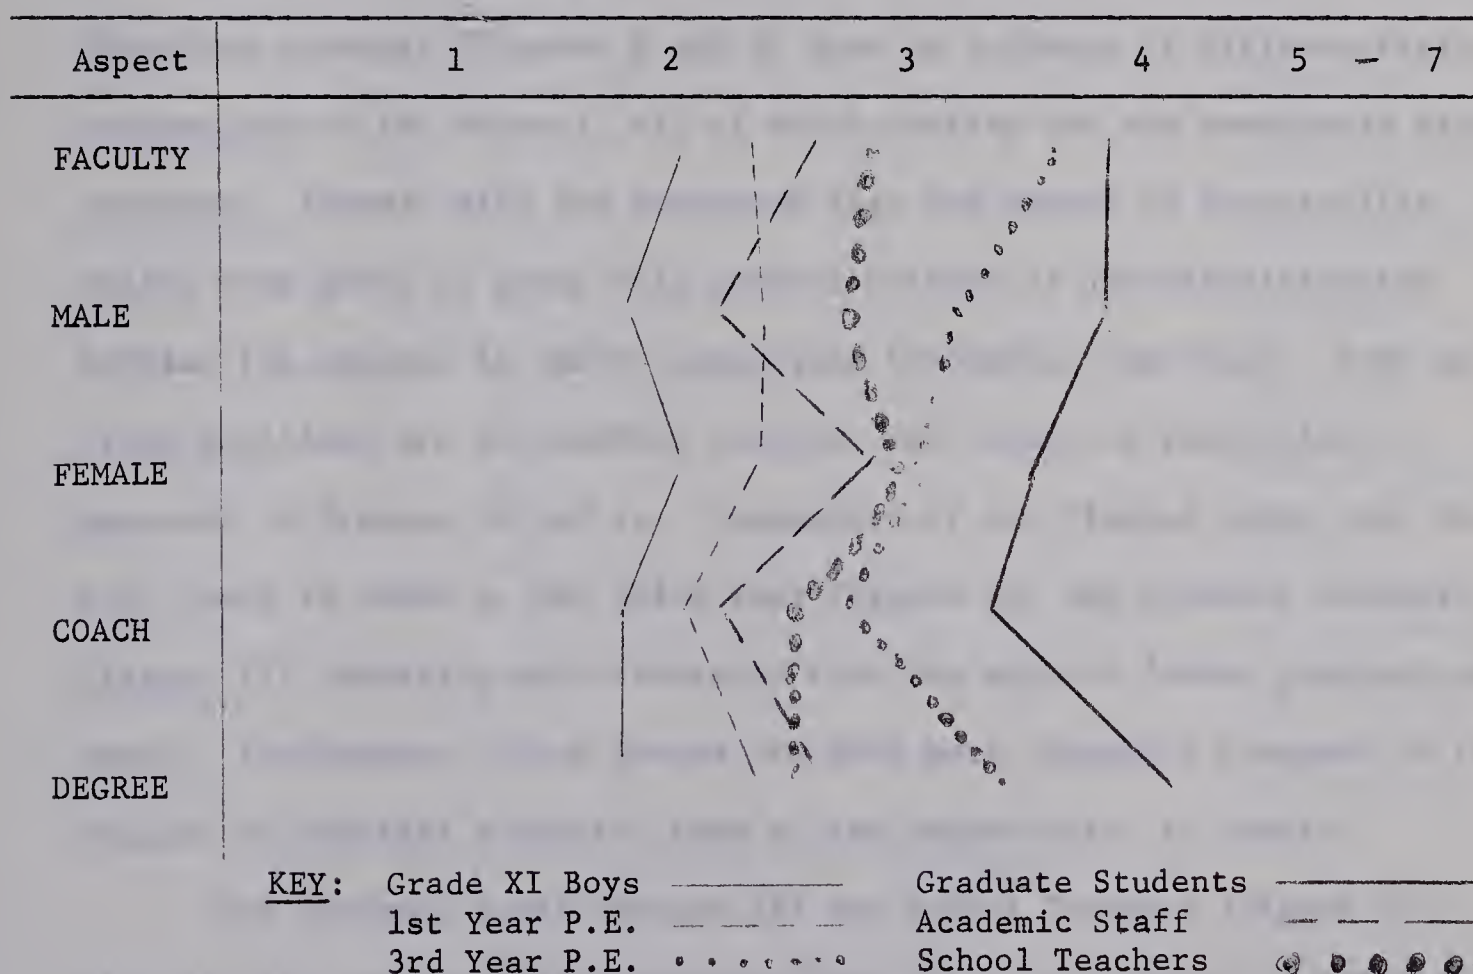 Aspect 1 2 3 4 5 – 7
FACULTY
MALE
FEMALE
COACH
DEGREE
KEY: Grade XI Boys Graduate Students
1st Year P.E. Academic Staff
3rd Year P.E. School Teachers